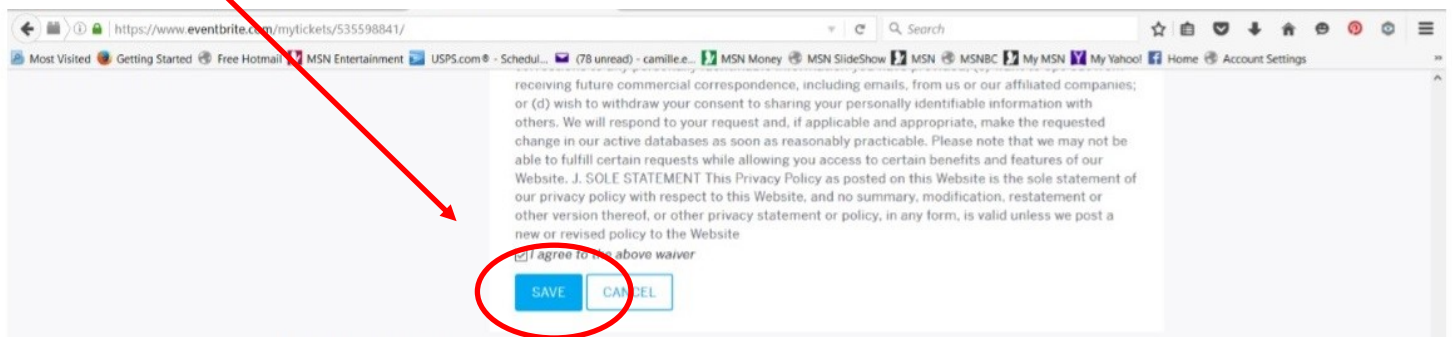 https://www.eventbrite.com/mytickets/535598841/
Search
Most Visited Getting Started Free Hotmail MSN Entertainment USPS.com® - Schedul... (78 unread) - camille.e... MSN Money MSN SlideShow MSN MSNBC My MSN My Yahoo! Home Account Settings
receiving future commercial correspondence, including emails, from us or our affiliated companies;
or (d) wish to withdraw your consent to sharing your personally identifiable information with
others. We will respond to your request and, if applicable and appropriate, make the requested
change in our active databases as soon as reasonably practicable. Please note that we may not be
able to fulfill certain requests while allowing you access to certain benefits and features of our
Website. J. SOLE STATEMENT This Privacy Policy as posted on this Website is the sole statement of
our privacy policy with respect to this Website, and no summary, modification, restatement or
other version thereof, or other privacy statement or policy, in any form, is valid unless we post a
new or revised policy to the Website
I agree to the above waiver
SAVE CANCEL